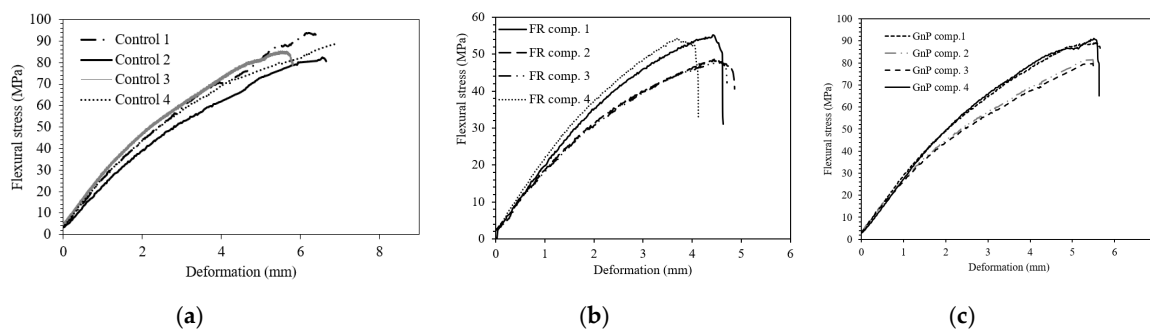 100
90
80
70
60
50
40
30
20
10
0
Flexural stress (MPa)
Control 1
Control 2
Control 3
Control 4
0 2 4 6 8
Deformation (mm)
(a)
60
50
40
30
20
10
0
Flexural stress (MPa)
FR comp. 1
FR comp. 2
FR comp. 3
FR comp. 4
0 1 2 3 4 5 6
Deformation (mm)
(b)
100
90
80
70
60
50
40
30
20
10
0
Flexural stress (MPa)
GnP comp.1
GnP comp. 2
GnP comp. 3
GnP comp. 4
0 1 2 3 4 5 6 7
Deformation (mm)
(c)